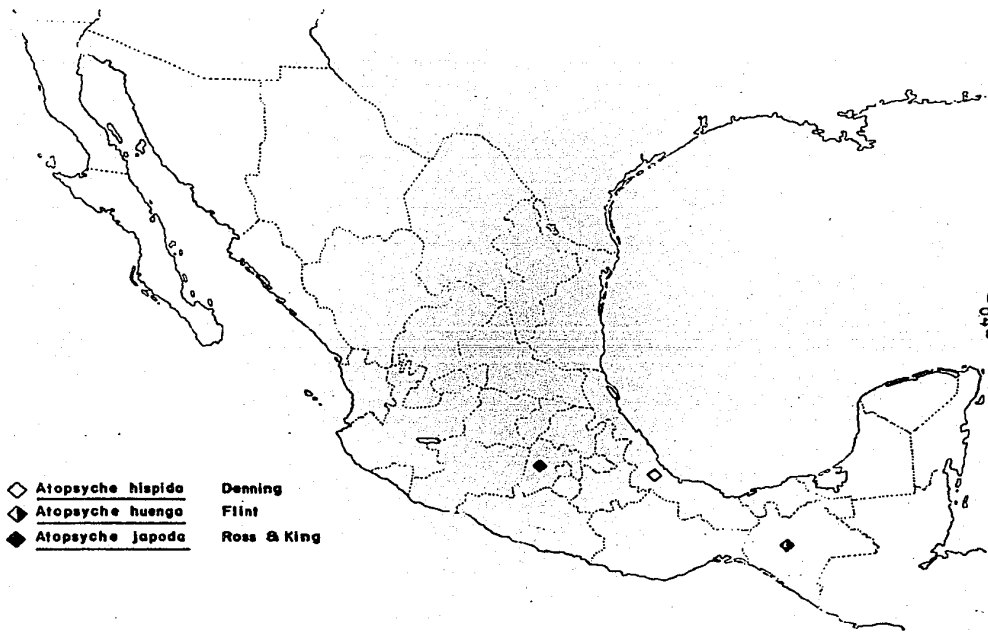 Atopsyche hispida Denning
Atopsyche huenga Flint
Atopsyche japoda Ross & King